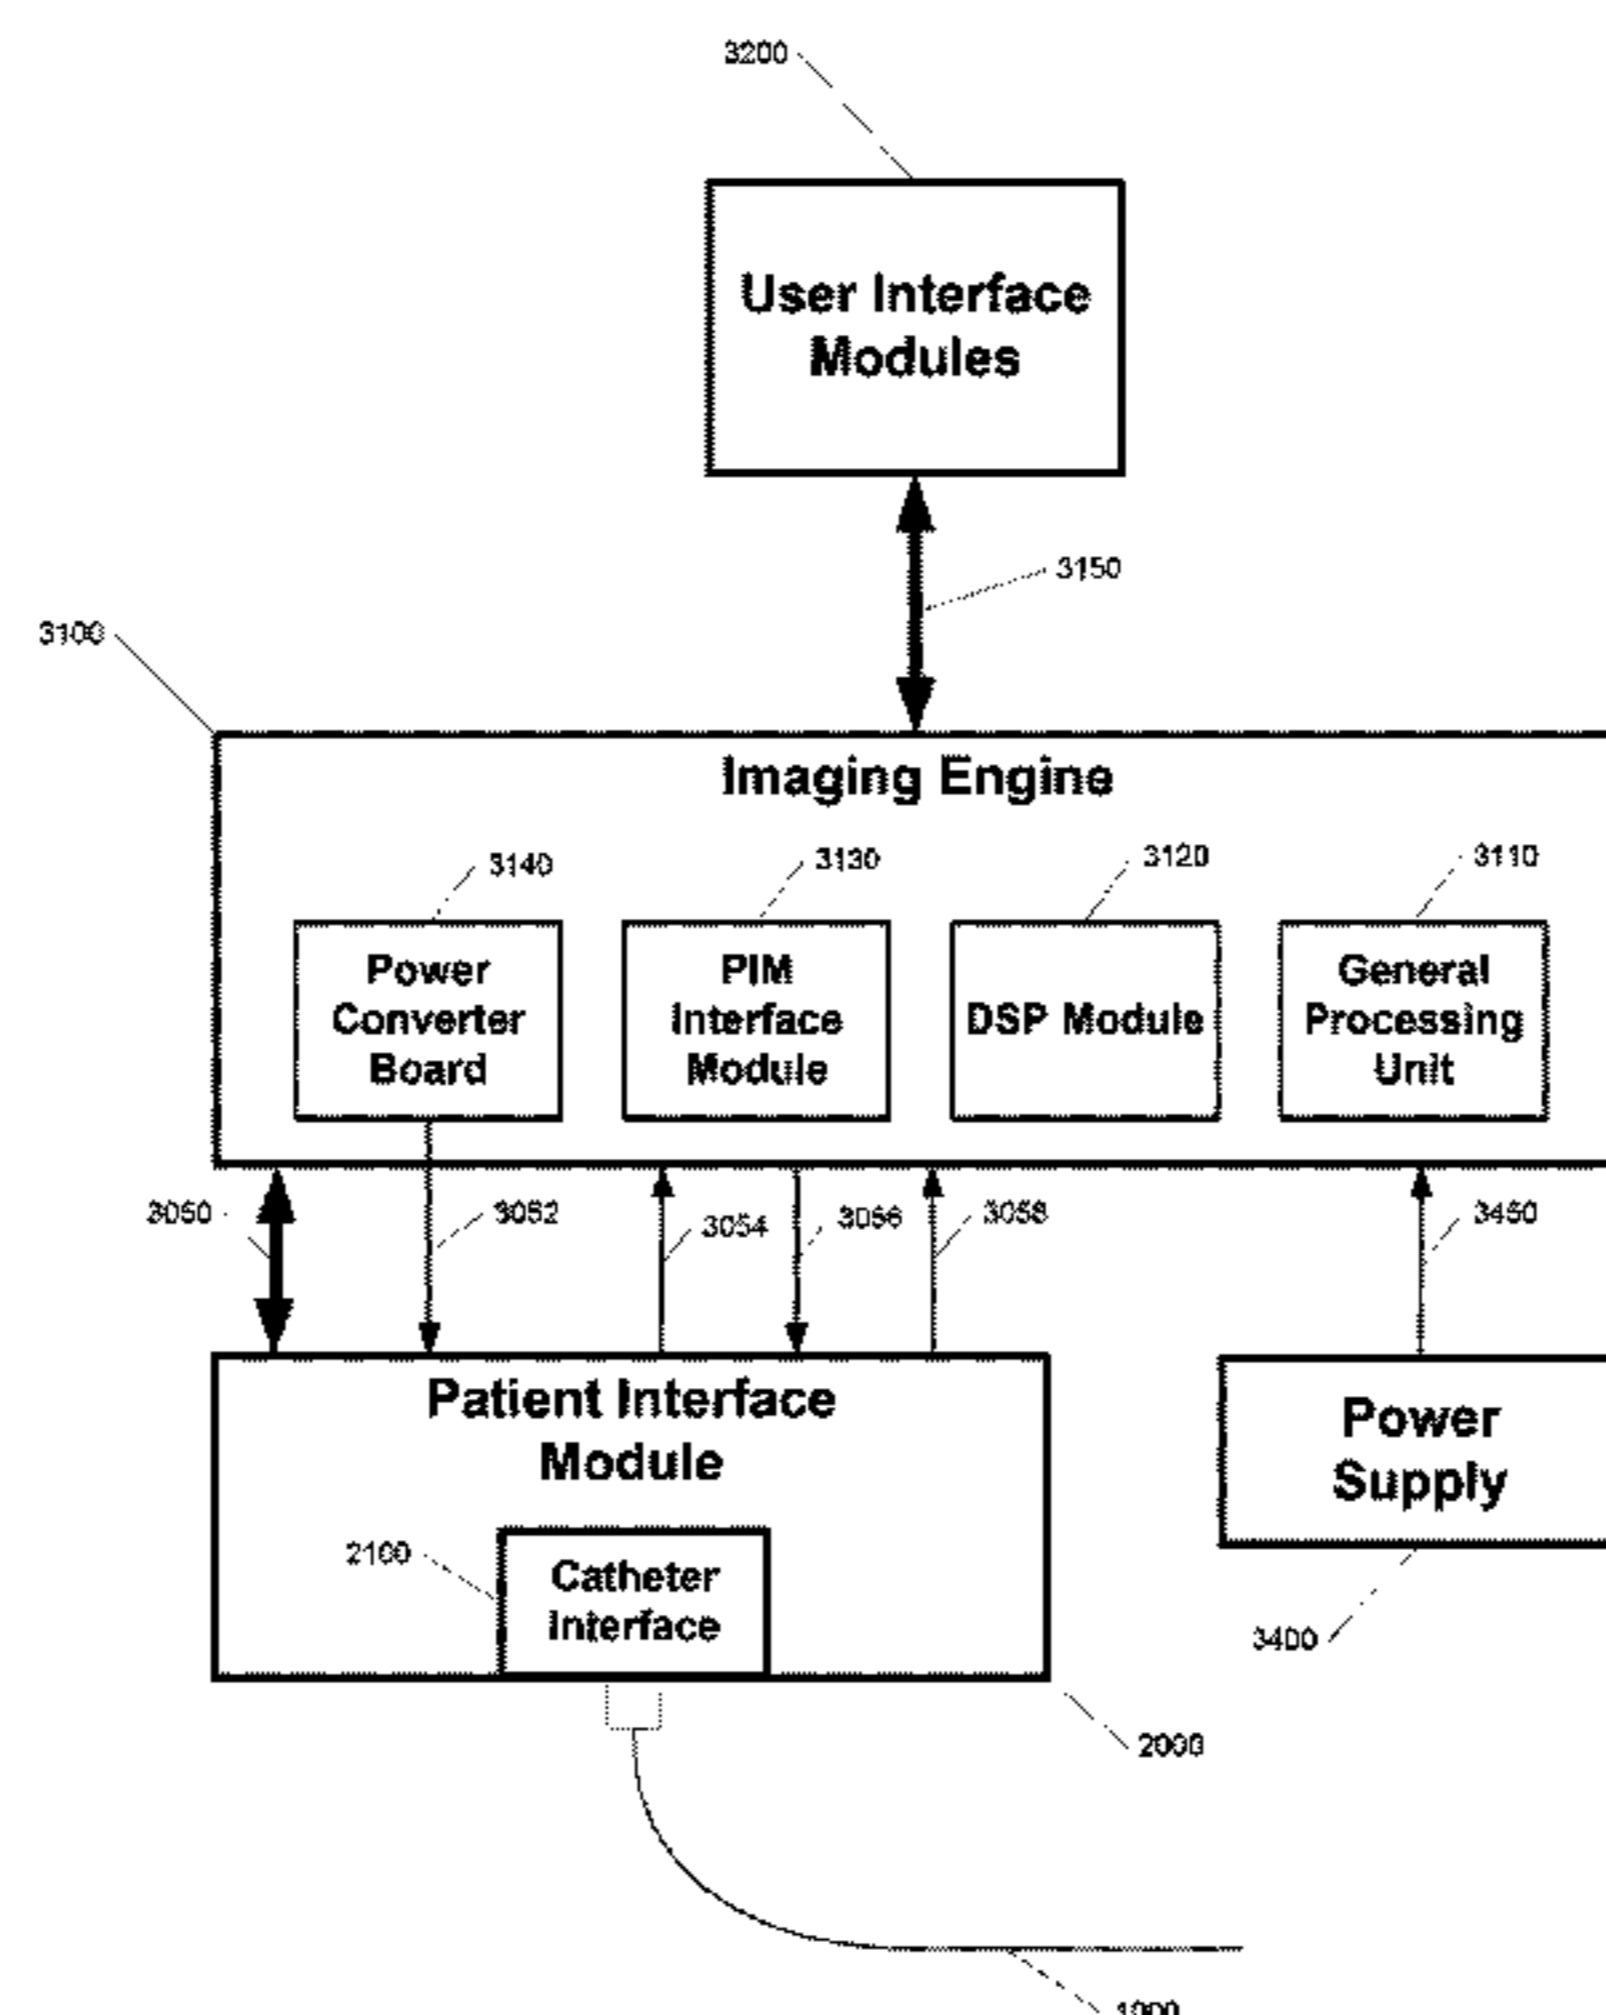 3200
User Interface
Modules
3150
3100
Imaging Engine
3140
3130
3120
3110
Power
Converter
Board
PIM
Interface
Module
DSP Module
General
Processing
Unit
3050
3052
3054
3056
3058
3450
Patient Interface
Module
Power
Supply
2100
Catheter
Interface
3400
2000